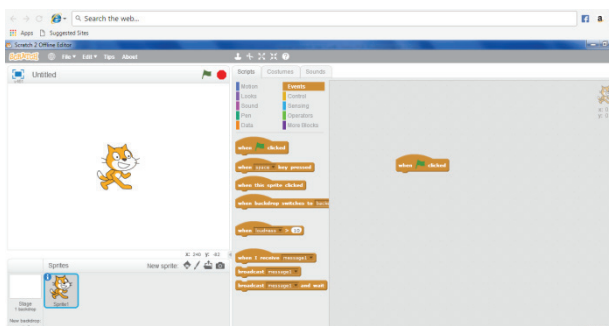 Search the web...
a
Apps Suggested Sites
Scratch 2 Offline Editor
SCRATCH File Edit Tips About
Untitled
Scripts Costumes Sounds
Motion Events
Looks Control
Sound Sensing
Pen Operators
Data More Blocks
when clicked
when space key pressed
when this sprite clicked
when backdrop switches to
when loudness > 10
when I receive message1
broadcast message1
broadcast message1 and wait
when clicked
X: 240 y:
Sprites New sprite:
Stage
1 backdrop
New backdrop:
Sprite1